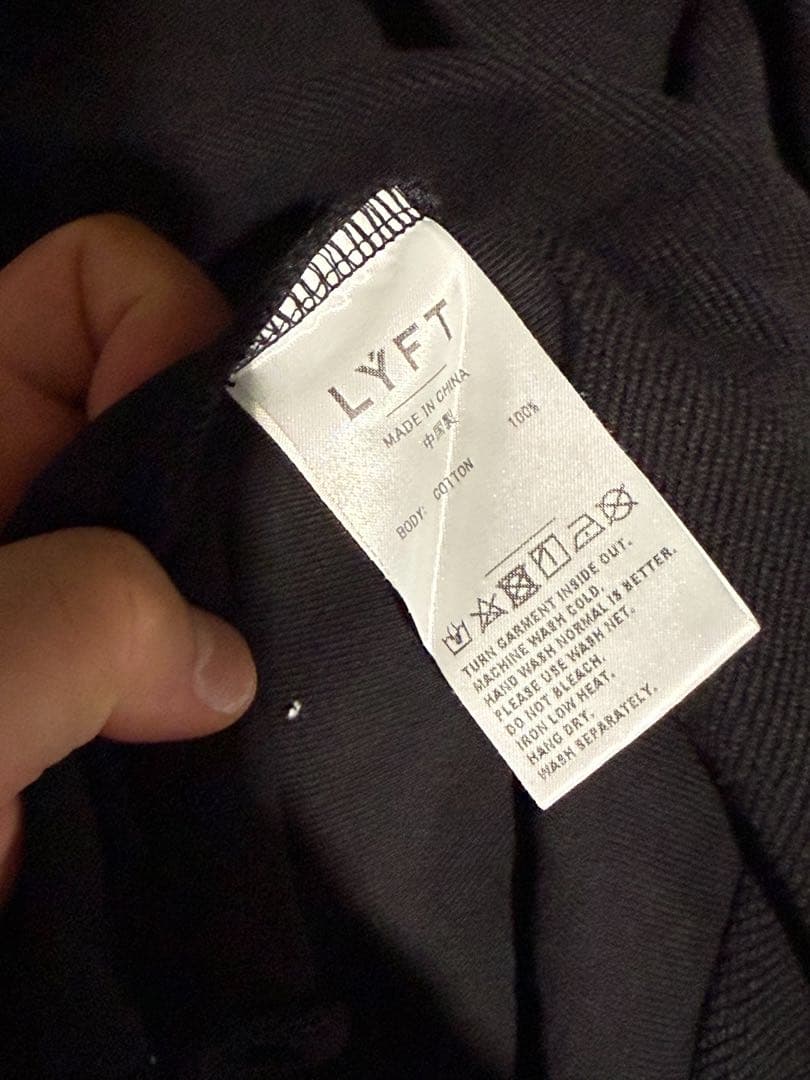 LŸFT
MADE IN CHINA
中国製
BODY: COTTON 100%
TURN GARMENT INSIDE OUT.
MACHINE WASH COLD.
HAND WASH NORMAL IS BETTER.
PLEASE USE WASH NET.
DO NOT BLEACH.
IRON LOW HEAT.
HANG DRY.
WASH SEPARATELY.